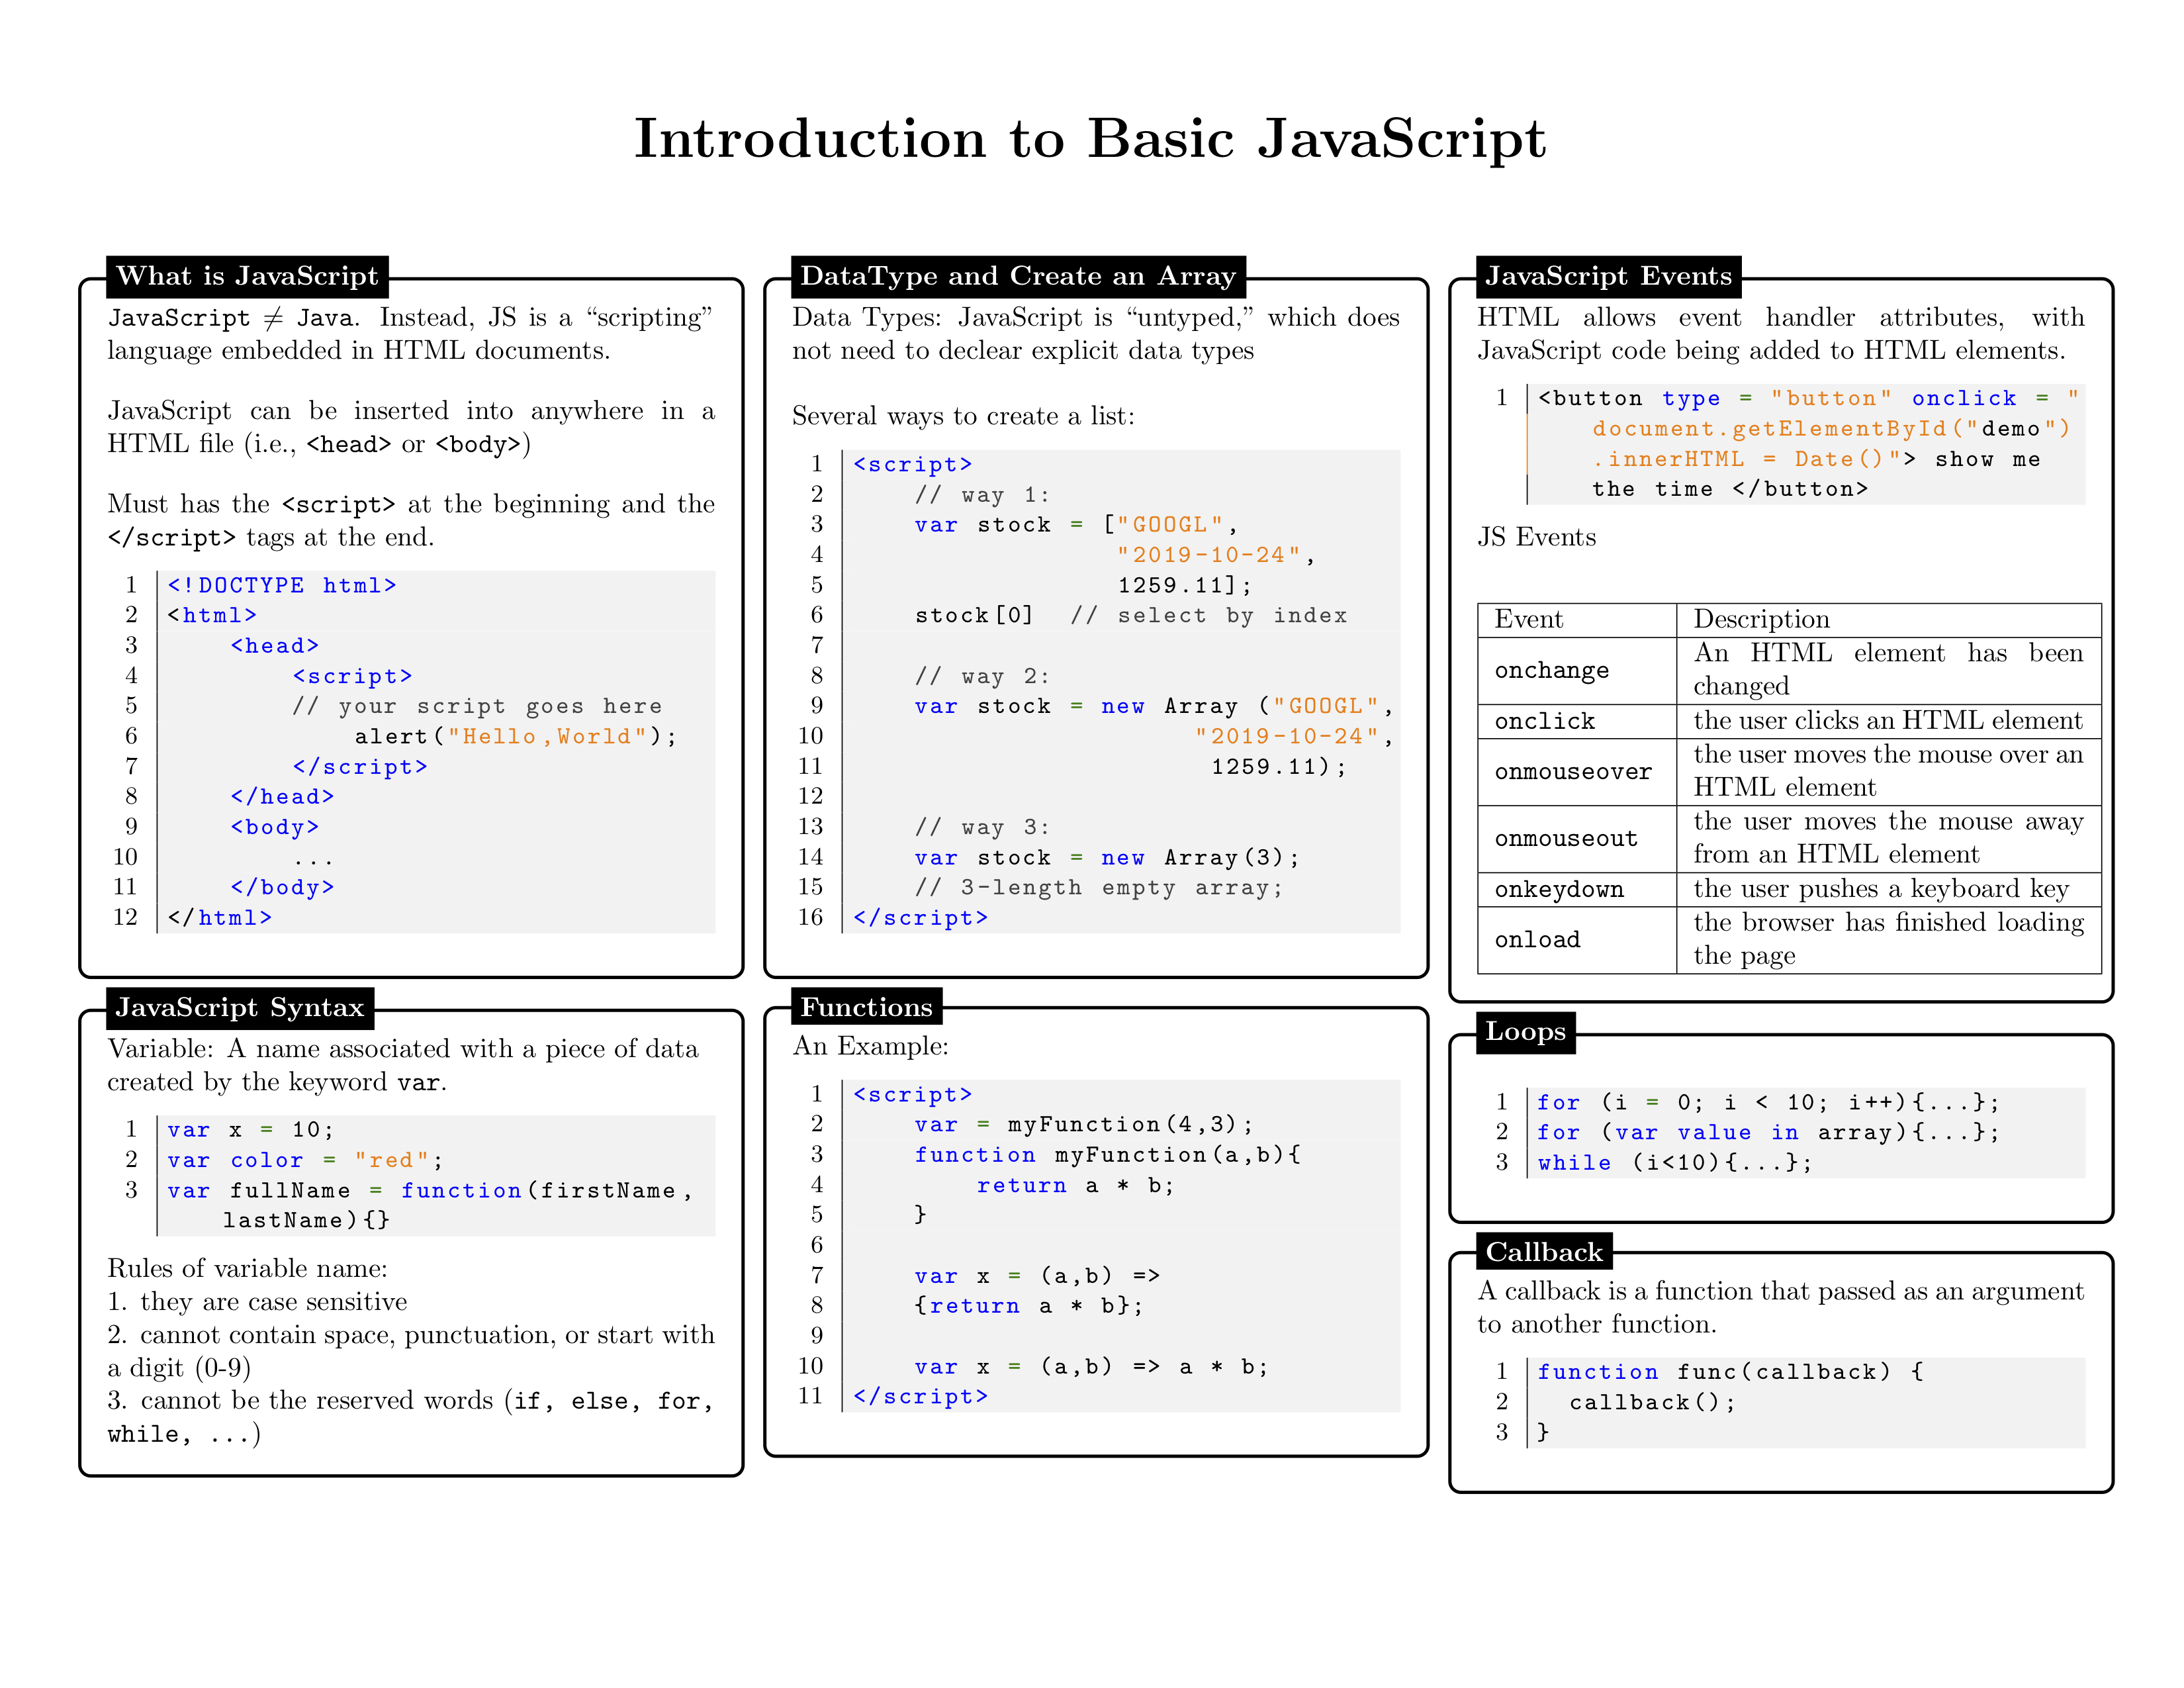 Introduction to Basic JavaScript
What is JavaScript
JavaScript ≠ Java. Instead, JS is a “scripting”
language embedded in HTML documents.
JavaScript can be inserted into anywhere in a
HTML file (i.e., <head> or <body>)
Must has the <script> at the beginning and the
</script> tags at the end.
1 <!DOCTYPE html>
2 <html>
3     <head>
4         <script>
5         // your script goes here
6             alert("Hello,World");
7         </script>
8     </head>
9     <body>
10         ...
11     </body>
12 </html>
JavaScript Syntax
Variable: A name associated with a piece of data
created by the keyword var.
1 var x = 10;
2 var color = "red";
3 var fullName = function(firstName,
lastName){}
Rules of variable name:
1. they are case sensitive
2. cannot contain space, punctuation, or start with
a digit (0-9)
3. cannot be the reserved words (if, else, for,
while, ...)
DataType and Create an Array
Data Types: JavaScript is “untyped,” which does
not need to declear explicit data types
Several ways to create a list:
1 <script>
2     // way 1:
3     var stock = ["GOOGL",
4                  "2019-10-24",
5                  1259.11];
6     stock[0]  // select by index
7
8     // way 2:
9     var stock = new Array ("GOOGL",
10                       "2019-10-24",
11                        1259.11);
12
13     // way 3:
14     var stock = new Array(3);
15     // 3-length empty array;
16 </script>
Functions
An Example:
1 <script>
2     var = myFunction(4,3);
3     function myFunction(a,b){
4         return a * b;
5     }
6
7     var x = (a,b) =>
8     {return a * b};
9
10     var x = (a,b) => a * b;
11 </script>
JavaScript Events
HTML allows event handler attributes, with
JavaScript code being added to HTML elements.
1 <button type = "button" onclick = "
document.getElementById("demo")
.innerHTML = Date()"> show me
the time </button>
JS Events
Event Description
onchange An HTML element has been
changed
onclick the user clicks an HTML element
onmouseover the user moves the mouse over an
HTML element
onmouseout the user moves the mouse away
from an HTML element
onkeydown the user pushes a keyboard key
onload the browser has finished loading
the page
Loops
1 for (i = 0; i < 10; i++){...};
2 for (var value in array){...};
3 while (i<10){...};
Callback
A callback is a function that passed as an argument
to another function.
1 function func(callback) {
2   callback();
3 }